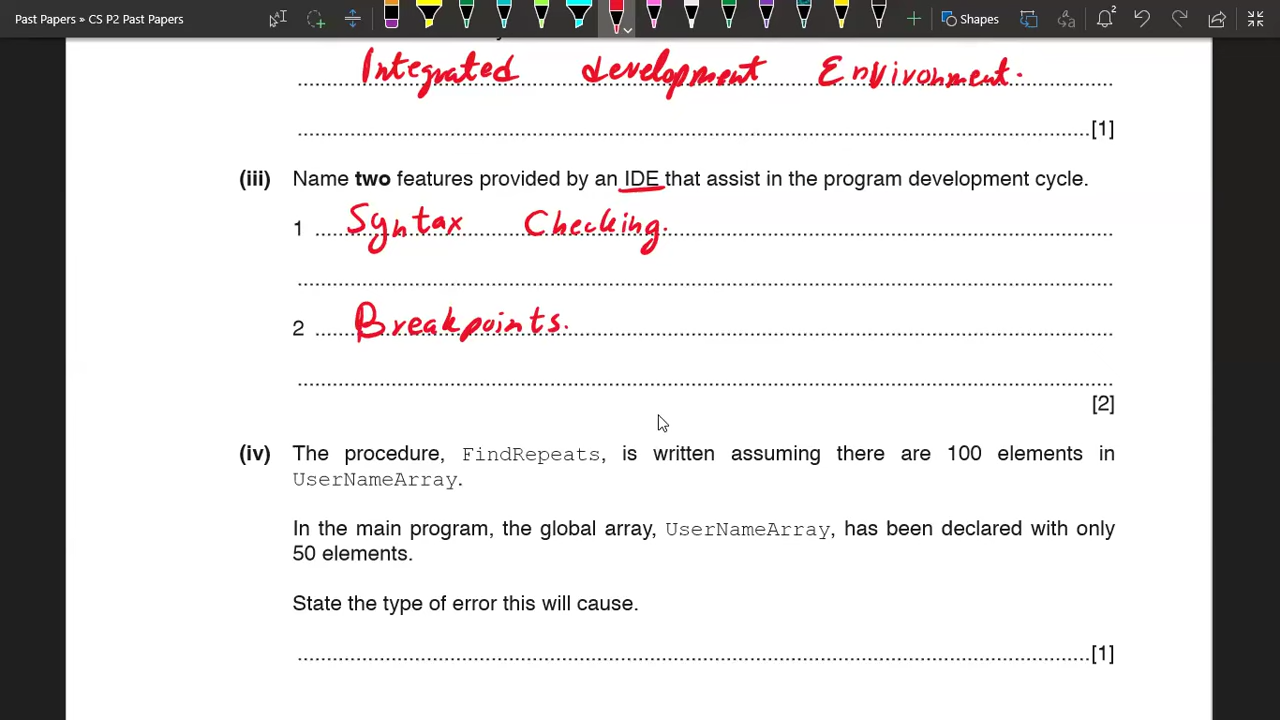 Past Papers » CS P2 Past Papers
Shapes
Integrated development Environment.
[1]
(iii) Name two features provided by an IDE that assist in the program development cycle.
1 Syntax Checking.
2 Breakpoints.
[2]
(iv) The procedure, FindRepeats, is written assuming there are 100 elements in
UserNameArray.
In the main program, the global array, UserNameArray, has been declared with only
50 elements.
State the type of error this will cause.
[1]